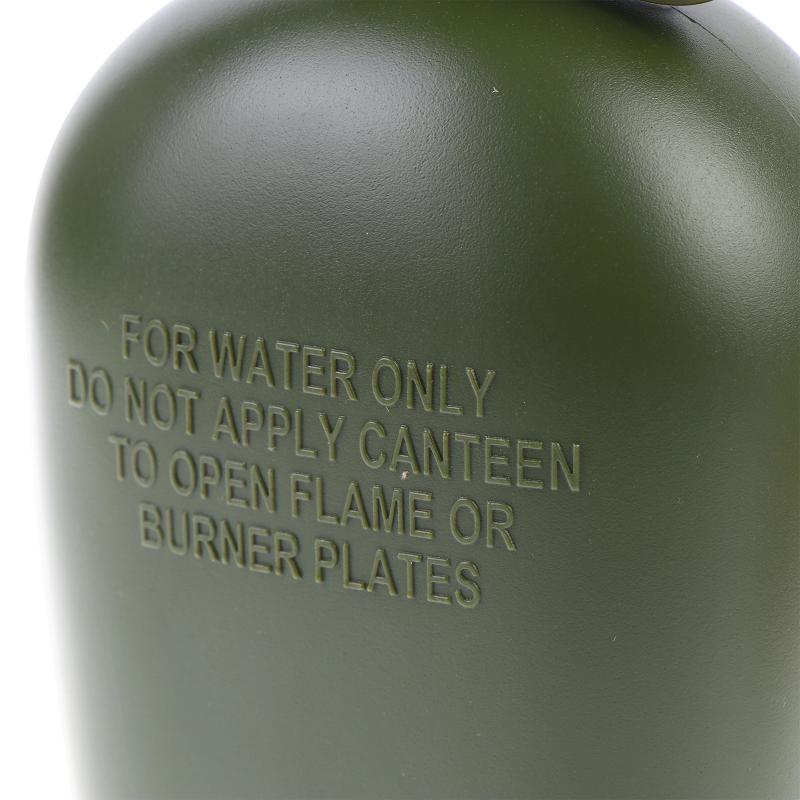 FOR WATER ONLY
DO NOT APPLY CANTEEN
TO OPEN FLAME OR
BURNER PLATES